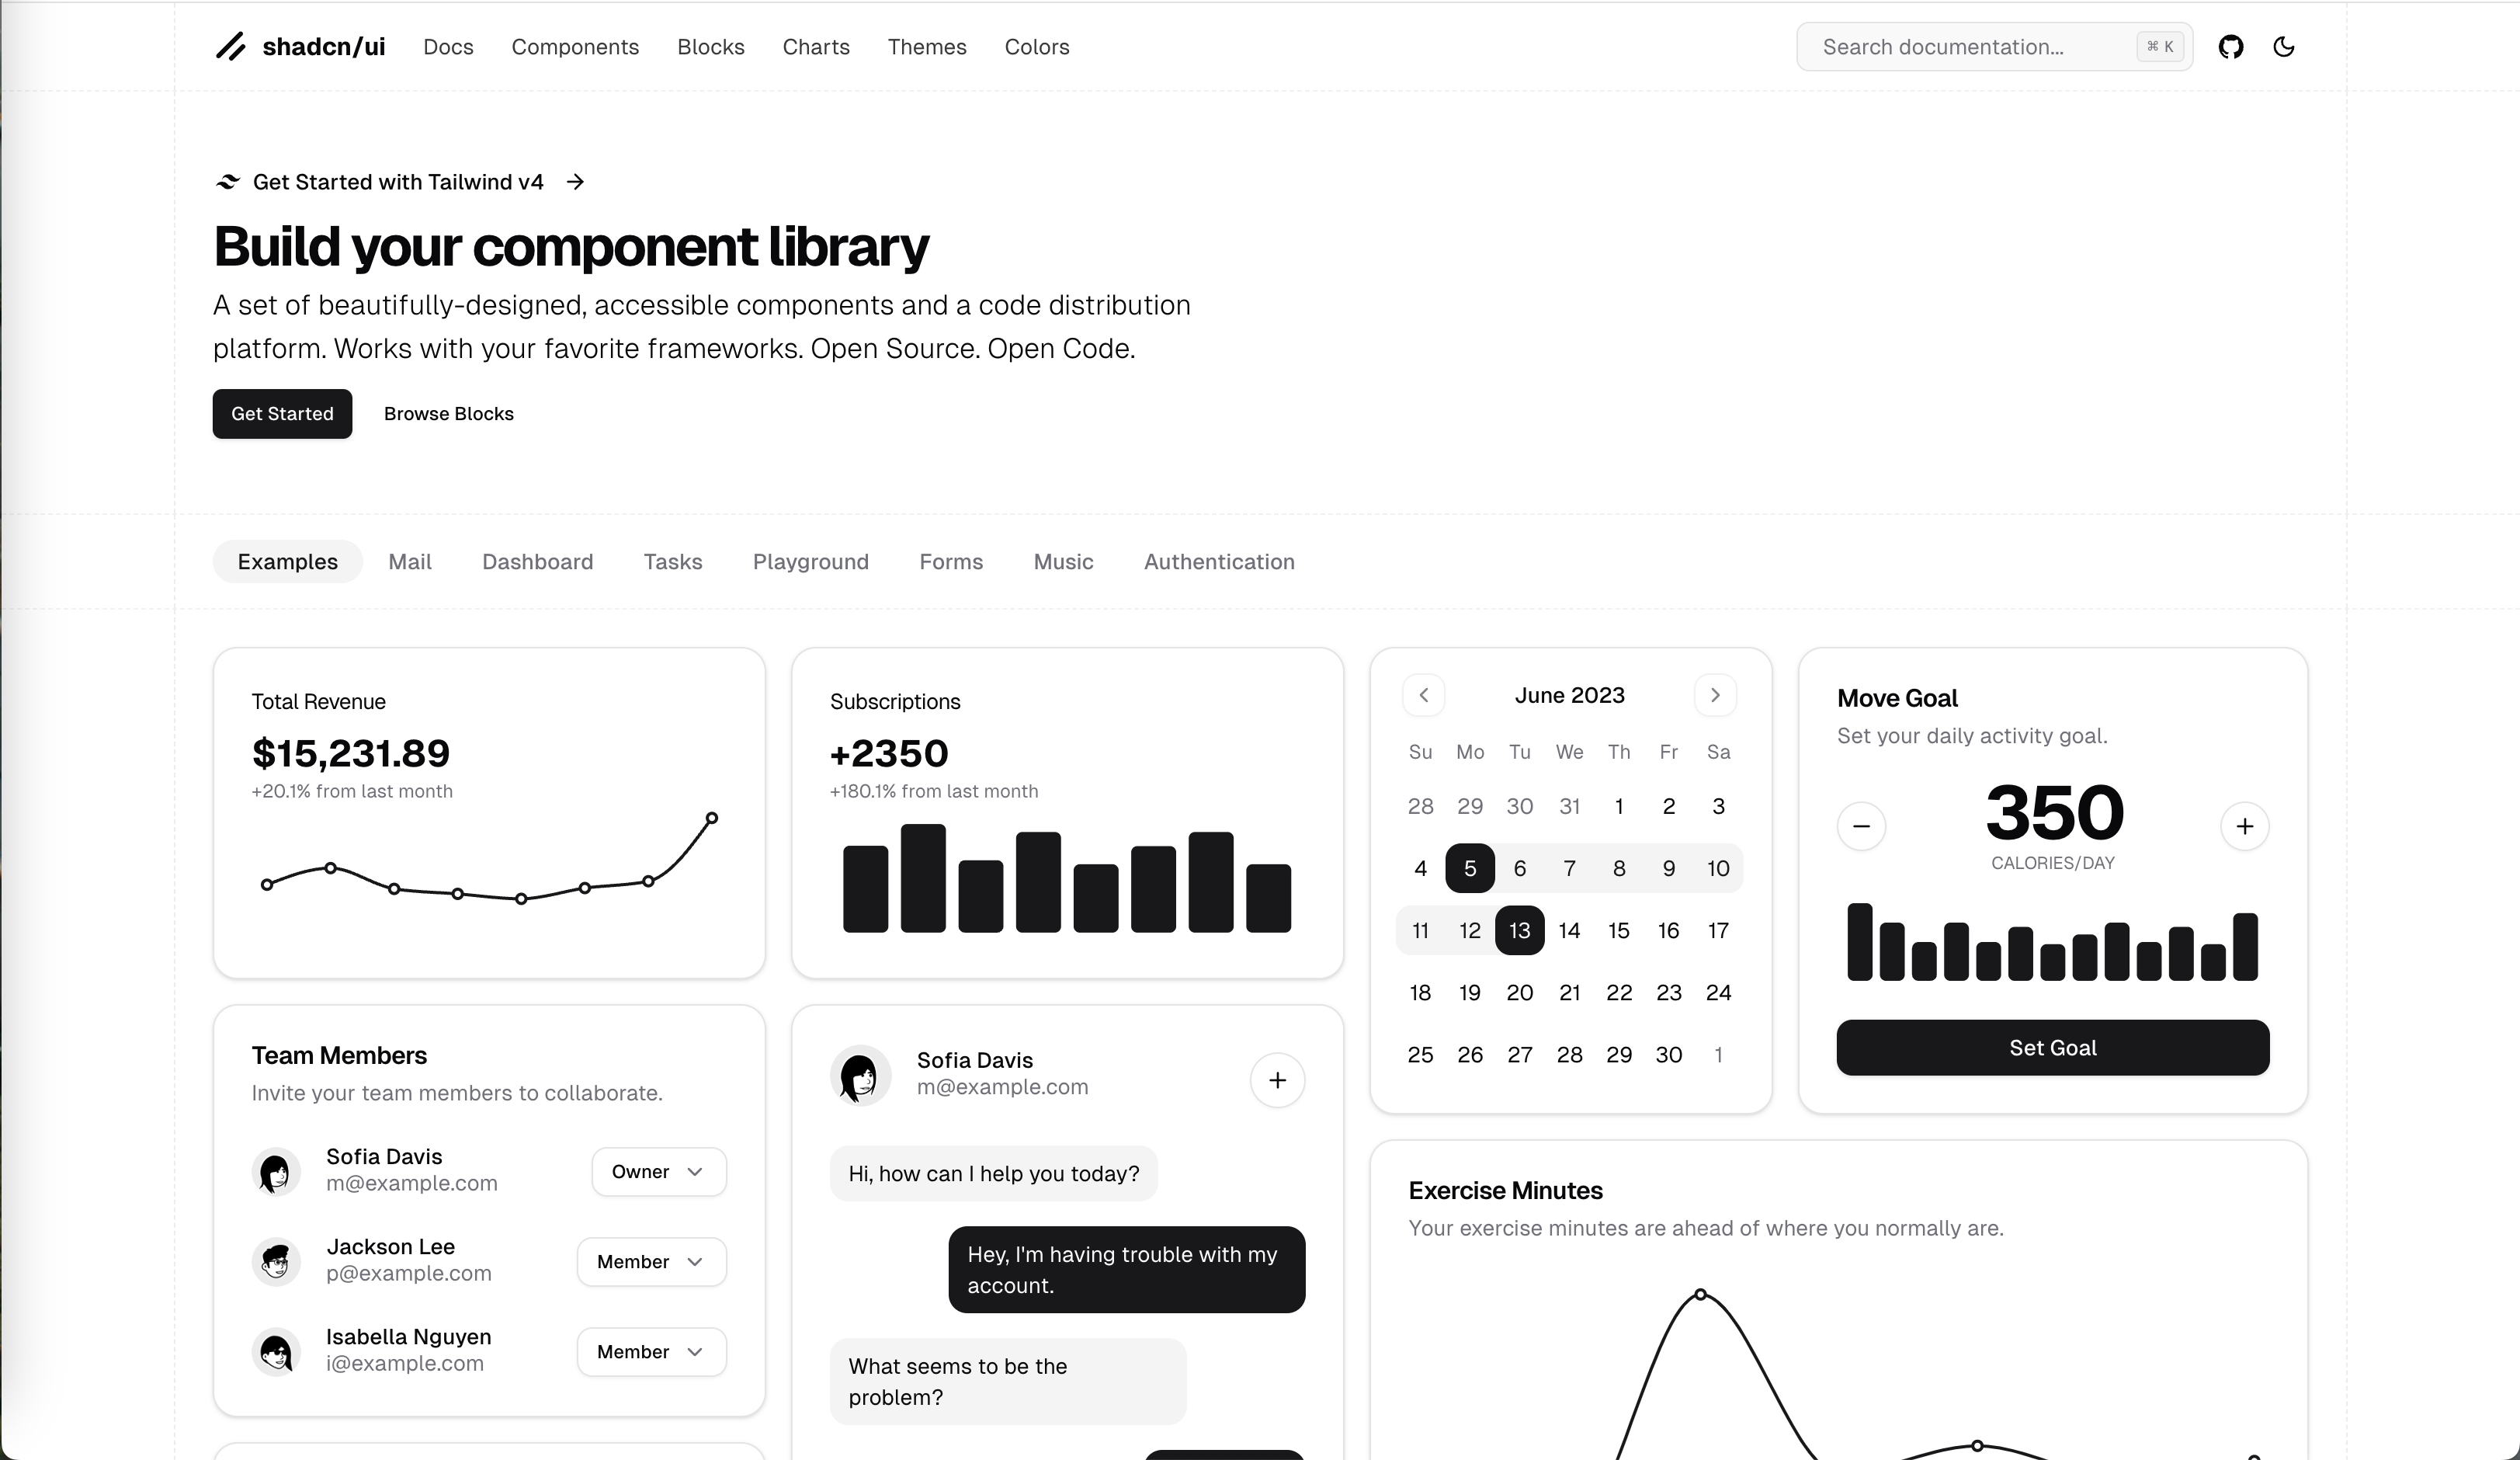 shadcn/ui Docs Components Blocks Charts Themes Colors Search documentation... ⌘ K
Get Started with Tailwind v4
Build your component library
A set of beautifully-designed, accessible components and a code distribution
platform. Works with your favorite frameworks. Open Source. Open Code.
Get Started Browse Blocks
Examples Mail Dashboard Tasks Playground Forms Music Authentication
Total Revenue
$15,231.89
+20.1% from last month
Subscriptions
+2350
+180.1% from last month
June 2023
Su Mo Tu We Th Fr Sa
28 29 30 31 1 2 3
4 5 6 7 8 9 10
11 12 13 14 15 16 17
18 19 20 21 22 23 24
25 26 27 28 29 30 1
Move Goal
Set your daily activity goal.
350
CALORIES/DAY
Set Goal
Team Members
Invite your team members to collaborate.
Sofia Davis
m@example.com
Owner
Jackson Lee
p@example.com
Member
Isabella Nguyen
i@example.com
Member
Sofia Davis
m@example.com
Hi, how can I help you today?
Hey, I'm having trouble with my
account.
What seems to be the
problem?
Exercise Minutes
Your exercise minutes are ahead of where you normally are.